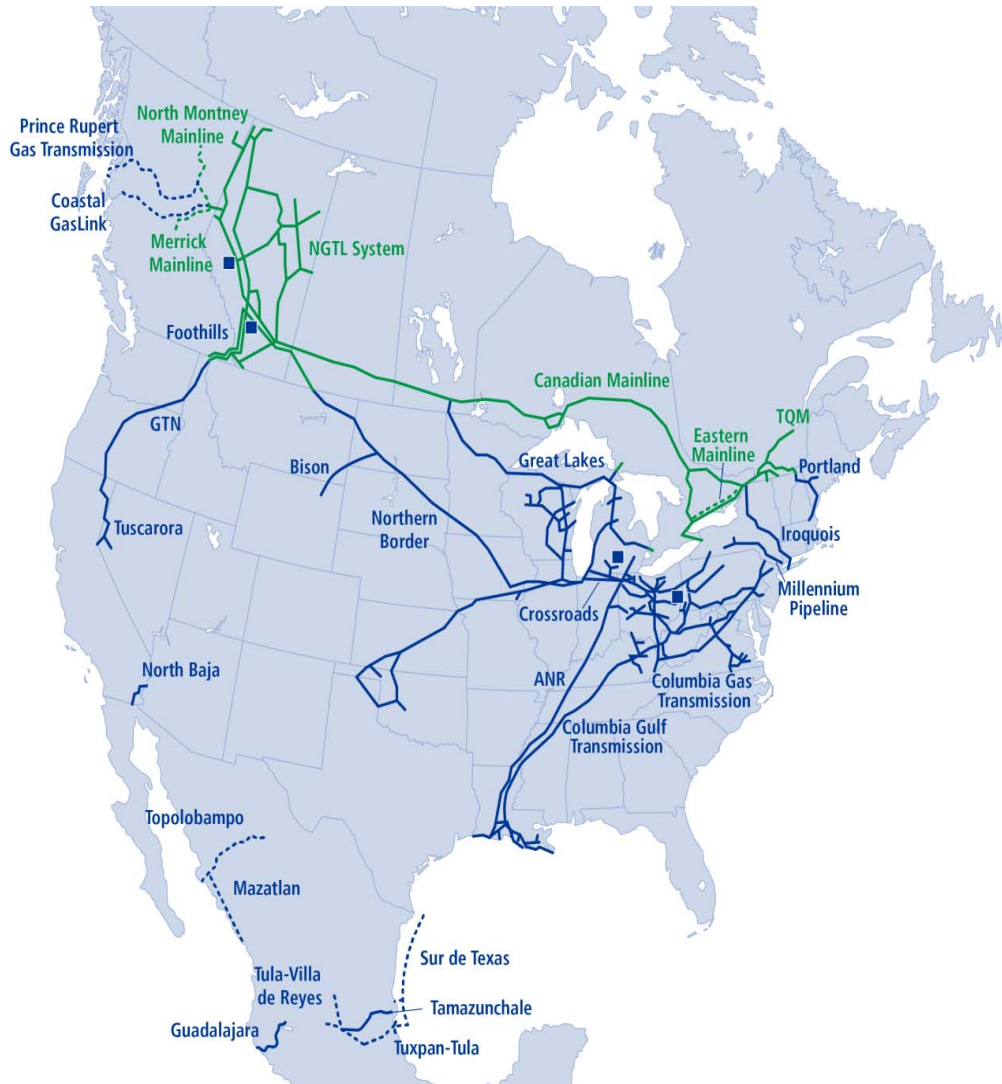 North Montney
Mainline
Prince Rupert
Gas Transmission
Coastal
GasLink
Merrick
Mainline
NGTL System
Foothills
Canadian Mainline
TQM
Eastern
Mainline
Portland
GTN
Great Lakes
Bison
Northern
Border
Tuscarora
Iroquois
Millennium
Pipeline
Crossroads
North Baja
ANR
Columbia Gas
Transmission
Columbia Gulf
Transmission
Topolobampo
Mazatlan
Sur de Texas
Tula-Villa
de Reyes
Tamazunchale
Guadalajara
Tuxpan-Tula